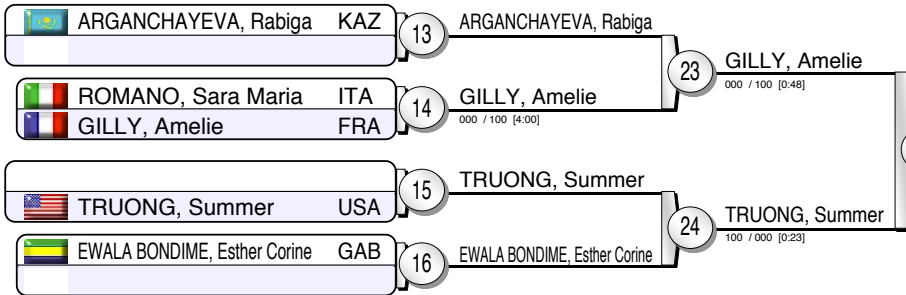 ARGANCHAYEVA, Rabiga KAZ
13
ARGANCHAYEVA, Rabiga
ROMANO, Sara Maria ITA
GILLY, Amelie FRA
14
GILLY, Amelie
000 / 100 [4:00]
23
GILLY, Amelie
000 / 100 [0:48]
TRUONG, Summer USA
15
TRUONG, Summer
EWALA BONDIME, Esther Corine GAB
16
EWALA BONDIME, Esther Corine
24
TRUONG, Summer
100 / 000 [0:23]